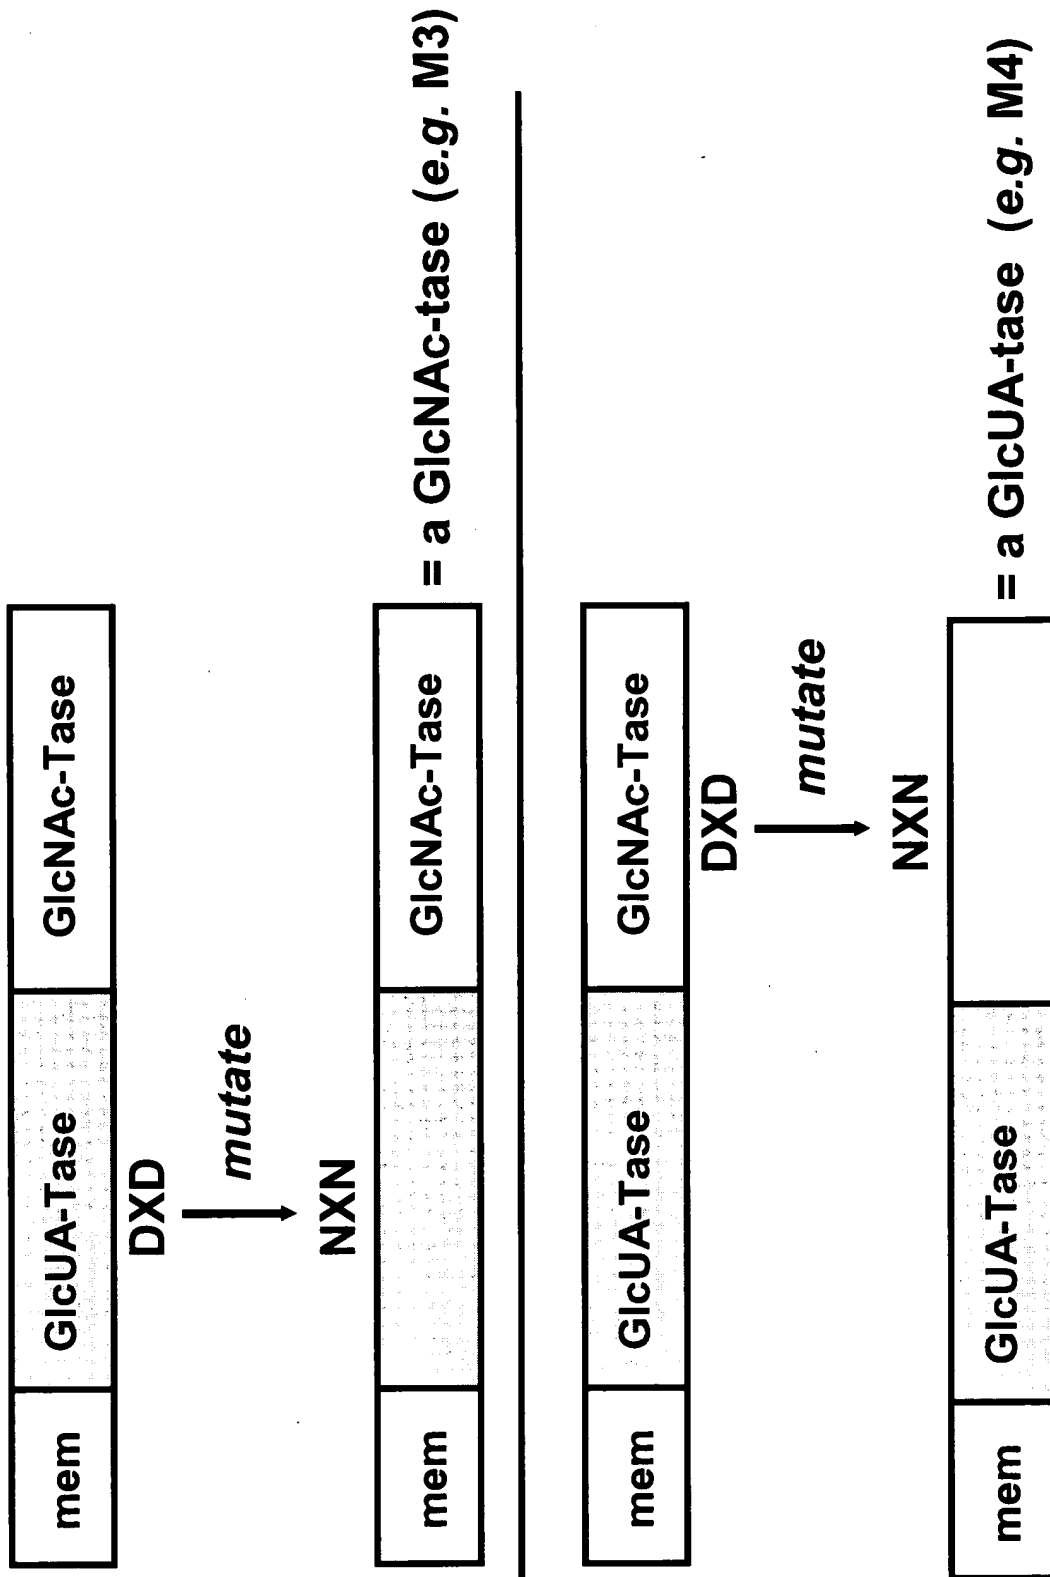 mem GlcUA-Tase GlcNAc-Tase
DXD
mutate
NXN
mem GlcNAc-Tase
= a GlcNAc-tase (e.g. M3)
mem GlcUA-Tase GlcNAc-Tase
DXD
mutate
NXN
mem GlcUA-Tase
= a GlcUA-tase (e.g. M4)